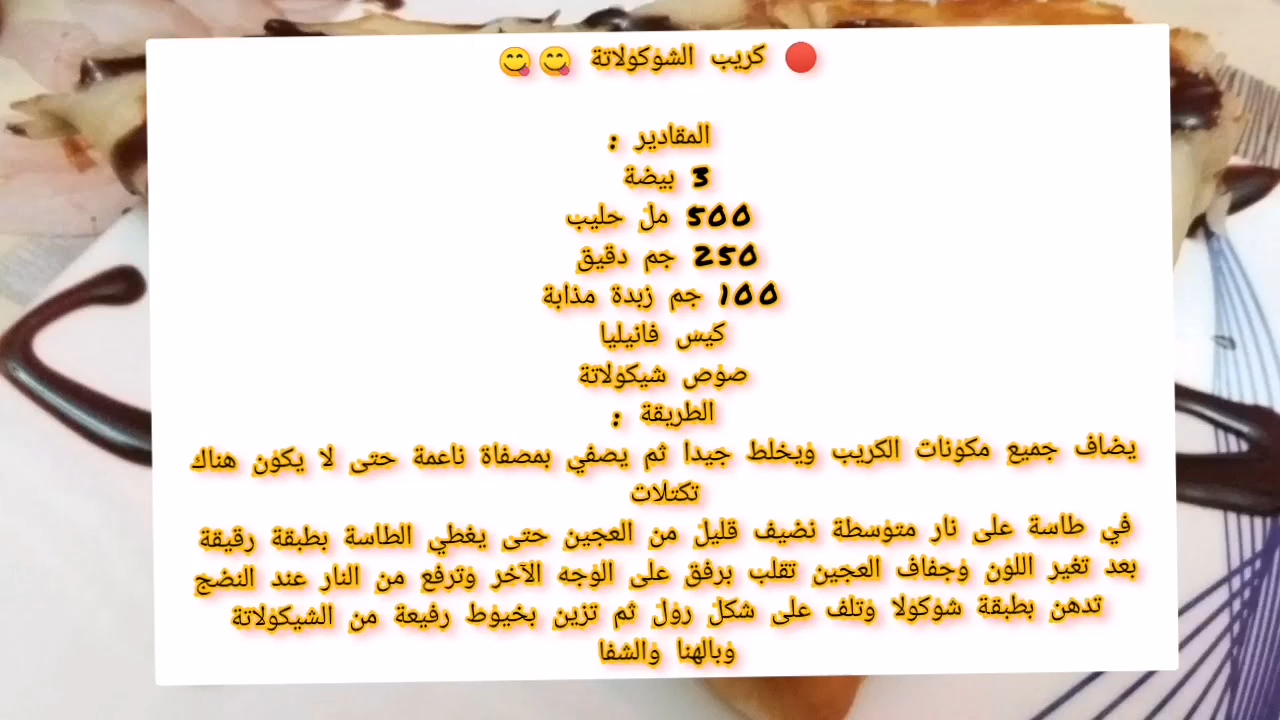 🔴 كريب الشوكولاتة 😋😋
المقادير :
3 بيضة
500 مل حليب
250 جم دقيق
100 جم زبدة مذابة
كيس فانيليا
صوص شيكولاتة
الطريقة :
يضاف جميع مكونات الكريب ويخلط جيدا ثم يصفي بمصفاة ناعمة حتى لا يكون هناك
تكتلات
في طاسة على نار متوسطة نضيف قليل من العجين حتى يغطي الطاسة بطبقة رقيقة
بعد تغير اللون وجفاف العجين تقلب برفق على الوجه الآخر وترفع من النار عند النضج
تدهن بطبقة شوكولا وتلف على شكل رول ثم تزين بخيوط رفيعة من الشيكولاتة
وبالهنا والشفا